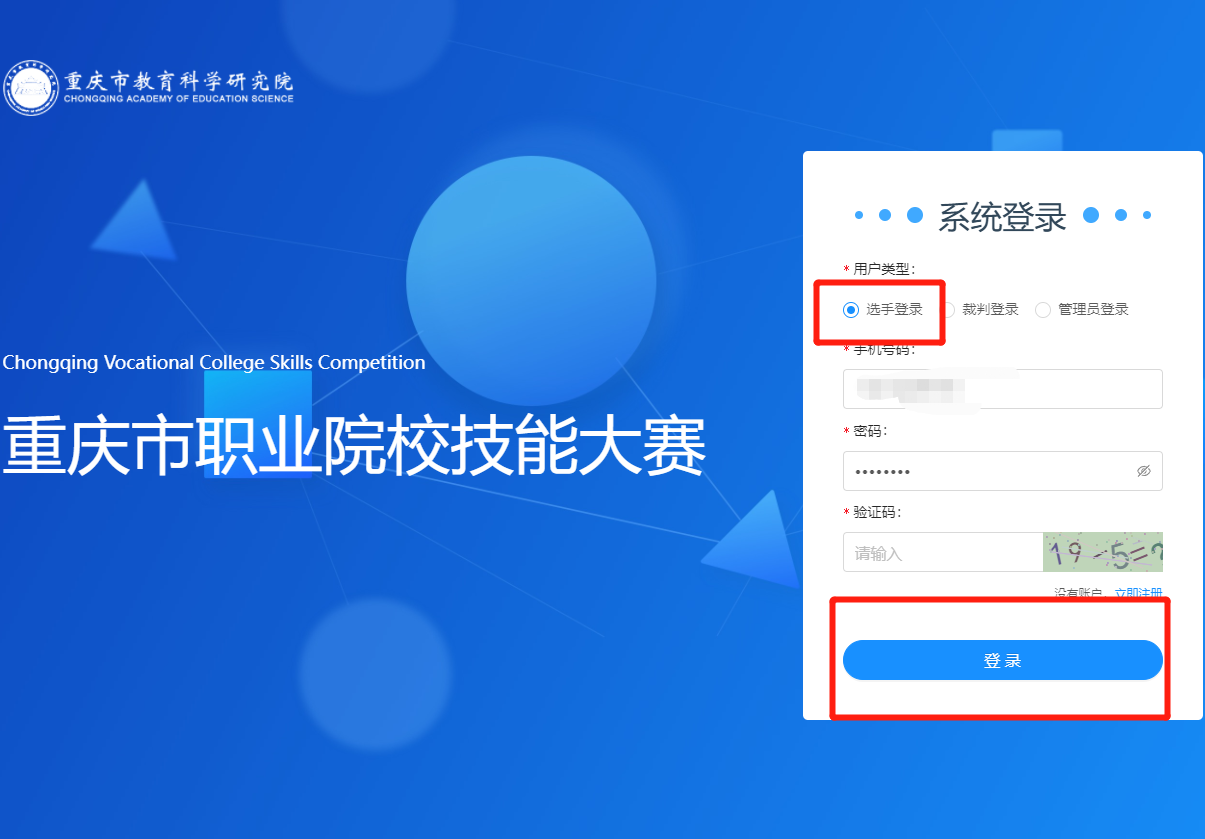 重庆市教育科学研究院
CHONGQING ACADEMY OF EDUCATION SCIENCE
Chongqing Vocational College Skills Competition
重庆市职业院校技能大赛
系统登录
* 用户类型：
选手登录 裁判登录 管理员登录
* 手机号码：
* 密码：
••••••••
* 验证码：
请输入 19-5=?
没有账户， 立即注册
登 录